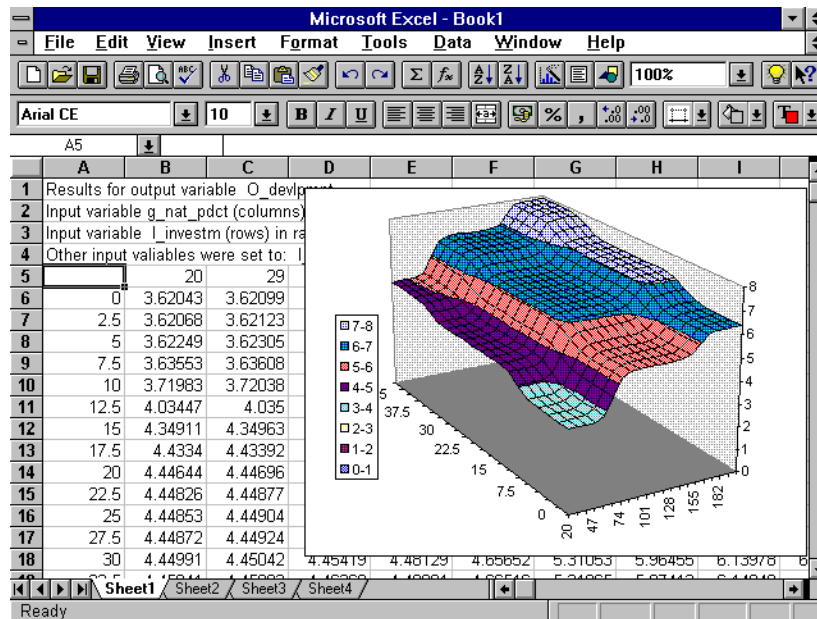 Microsoft Excel - Book1
File Edit View Insert Format Tools Data Window Help
ABC Σ fx A Z Z A 100% ?
Arial CE 10 B I U a % , .0 .00 .00 .0 T
A5
A B C D E F G H I
1 Results for output variable O_devlpment
2 Input variable g_nat_pdct (columns)
3 Input variable I_investm (rows) in ra
4 Other input valiables were set to: I_
5 20 29
6 0 3.62043 3.62099
7 2.5 3.62068 3.62123
8 5 3.62249 3.62305
9 7.5 3.63553 3.63608
10 10 3.71983 3.72038
11 12.5 4.03447 4.035
12 15 4.34911 4.34963
13 17.5 4.4334 4.43392
14 20 4.44644 4.44696
15 22.5 4.44826 4.44877
16 25 4.44853 4.44904
17 27.5 4.44872 4.44924
18 30 4.44991 4.45042 4.45419 4.48129 4.65652 5.31053 5.96455 6.13978 6
7-8
6-7
5-6
4-5
3-4
2-3
1-2
0-1
8
7
6
5
4
3
2
1
0
5
37.5
30
22.5
15
7.5
0
20 47 74 101 128 155 182
Sheet1 Sheet2 Sheet3 Sheet4
Ready